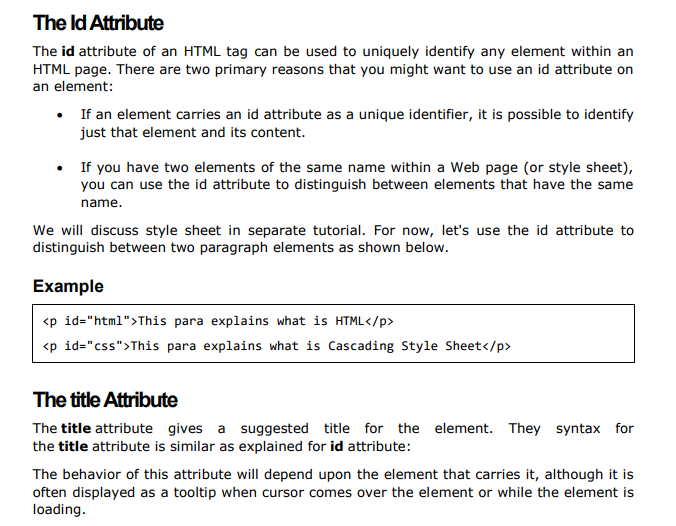 The Id Attribute
The id attribute of an HTML tag can be used to uniquely identify any element within an
HTML page. There are two primary reasons that you might want to use an id attribute on
an element:
• If an element carries an id attribute as a unique identifier, it is possible to identify
just that element and its content.
• If you have two elements of the same name within a Web page (or style sheet),
you can use the id attribute to distinguish between elements that have the same
name.
We will discuss style sheet in separate tutorial. For now, let's use the id attribute to
distinguish between two paragraph elements as shown below.
Example
<p id="html">This para explains what is HTML</p>
<p id="css">This para explains what is Cascading Style Sheet</p>
The title Attribute
The title attribute gives a suggested title for the element. They syntax for
the title attribute is similar as explained for id attribute:
The behavior of this attribute will depend upon the element that carries it, although it is
often displayed as a tooltip when cursor comes over the element or while the element is
loading.